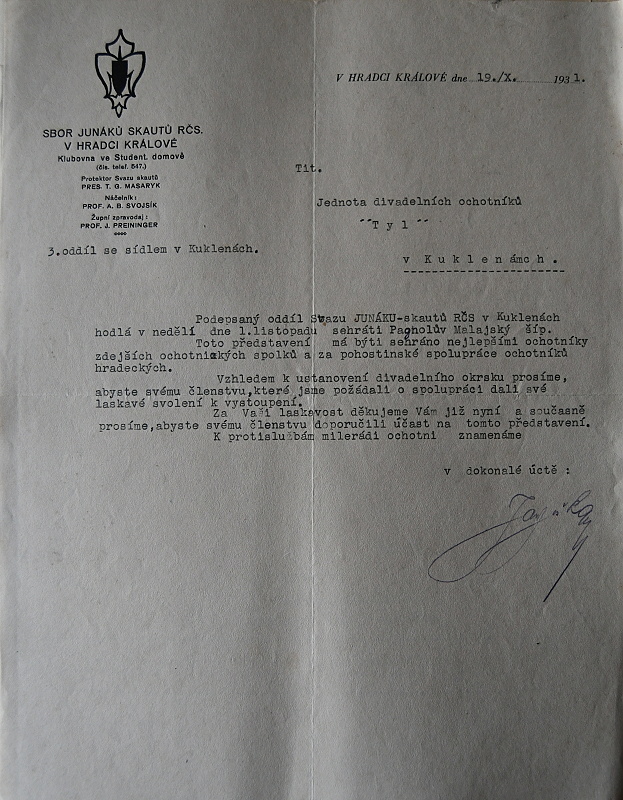 SBOR JUNÁKŮ SKAUTŮ RČS.
V HRADCI KRÁLOVÉ
Klubovna ve Student. domově
(čís. telef. 547.)
Protektor Svazu skautů
PRES. T. G. MASARYK
Náčelník:
PROF. A. B. SVOJSÍK
Župní zpravodaj:
PROF. J. PREININGER
3.oddíl se sídlem v Kuklenách.
V HRADCI KRÁLOVÉ dne 19./X. 1931.
Tit.
Jednota divadelních ochotníků
˝T y l˝
v K u k l e námch .
Podepsaný oddíl Svazu JUNÁKU-skautů RČS v Kuklenách
hodlá v neděli dne 1.listopadu sehráti Pagnolův Malajský šíp.
Toto představení má býti sehráno nejlepšími ochotníky
zdejších ochotnických spolků a za pohostinské spolupráce ochotníků
hradeckých.
Vzhledem k ustanovení divadelního okrsku prosíme,
abyste svému členstvu,které jsme požádali o spolupráci dali své
laskavé svolení k vystoupení.
Za Vaši laskavost děkujeme Vám již nyní a současně
prosíme,abyste svému členstvu doporučili účast na tomto představení.
K protislužbám milerádi ochotni znamenáme
v dokonalé úctě :